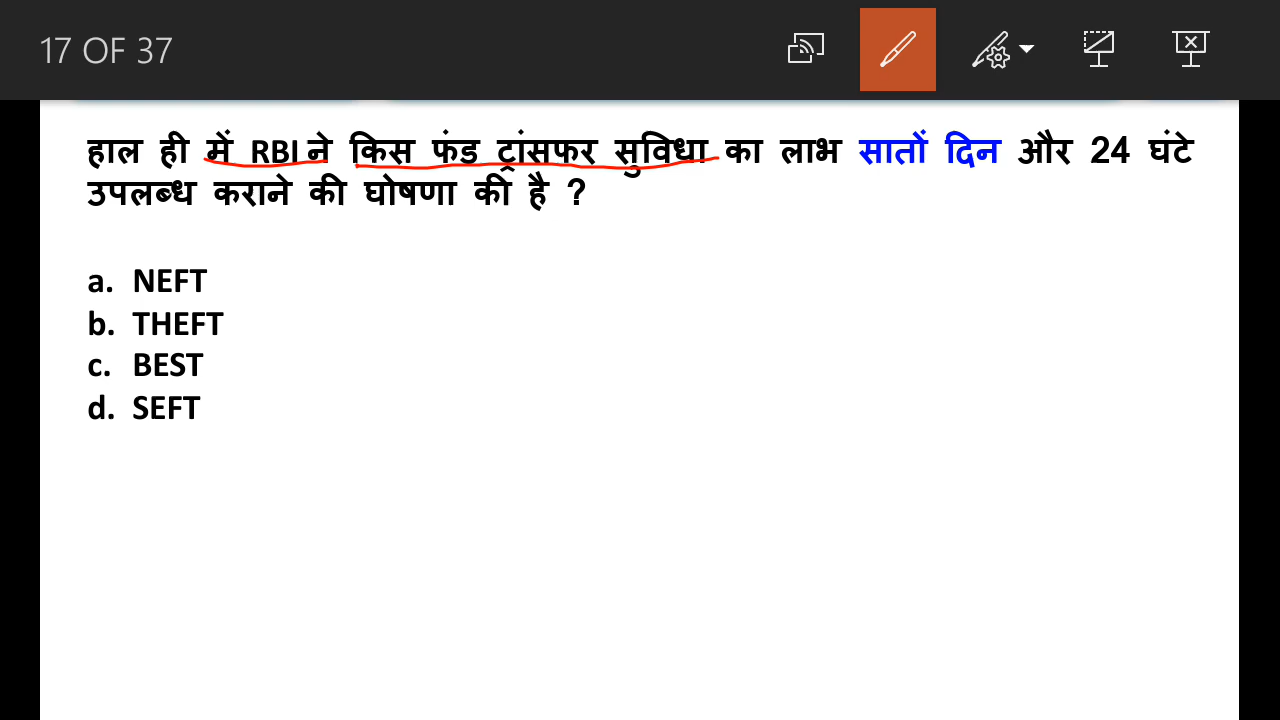 17 OF 37
हाल ही में RBI ने किस फंड ट्रांसफर सुविधा का लाभ सातों दिन और 24 घंटे
उपलब्ध कराने की घोषणा की है ?
a. NEFT
b. THEFT
c. BEST
d. SEFT